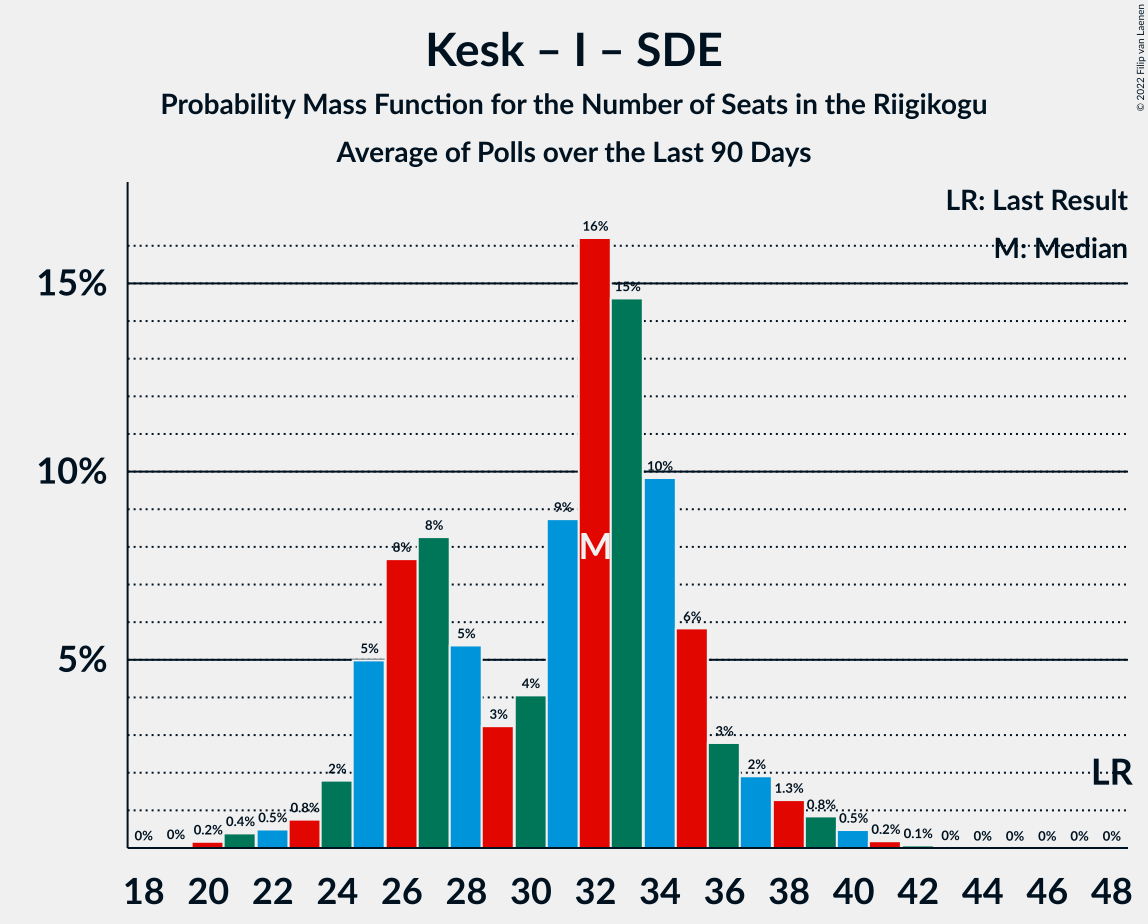 Kesk – I – SDE
Probability Mass Function for the Number of Seats in the Riigikogu
Average of Polls over the Last 90 Days
© 2022 Filip van Laenen
LR: Last Result
M: Median
15%
10%
5%
0% 0% 0.2% 0.4% 0.5% 0.8% 2% 5% 8% 8% 5% 3% 4% 9% 16% 15% 10% 6% 3% 2% 1.3% 0.8% 0.5% 0.2% 0.1% 0% 0% 0% 0% 0% 0%
M
LR
18 20 22 24 26 28 30 32 34 36 38 40 42 44 46 48